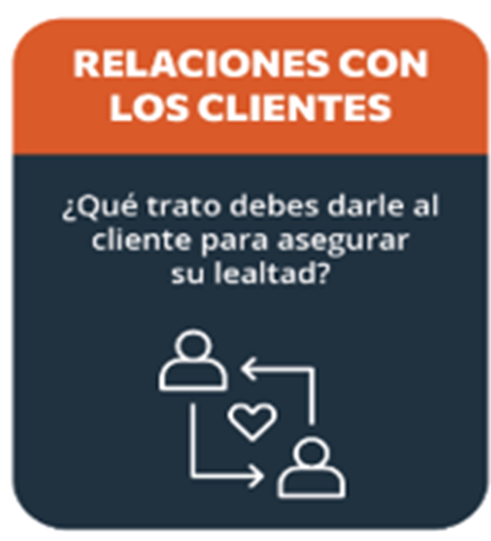 RELACIONES CON
LOS CLIENTES
¿Qué trato debes darle al
cliente para asegurar
su lealtad?